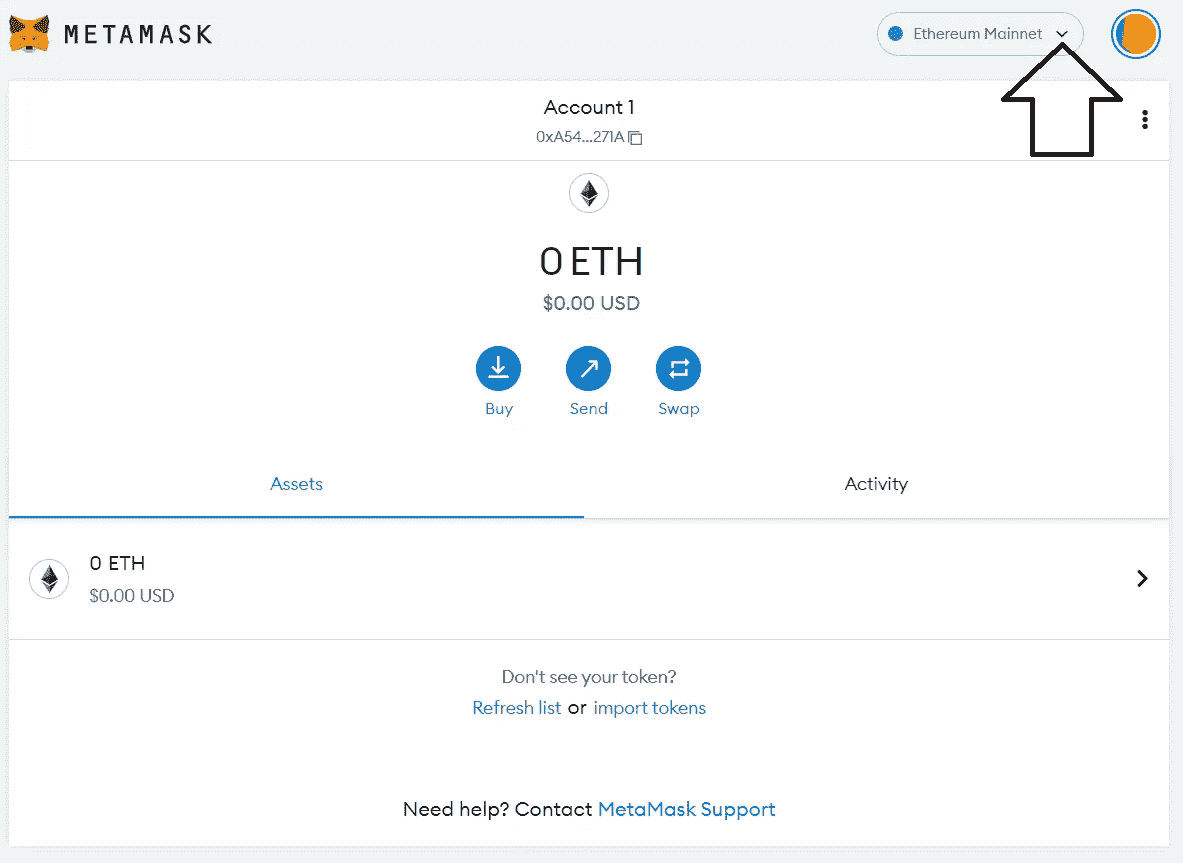 METAMASK
Ethereum Mainnet
Account 1
0xA54...271A
0 ETH
$0.00 USD
Buy Send Swap
Assets Activity
0 ETH
$0.00 USD
Don't see your token?
Refresh list or import tokens
Need help? Contact MetaMask Support